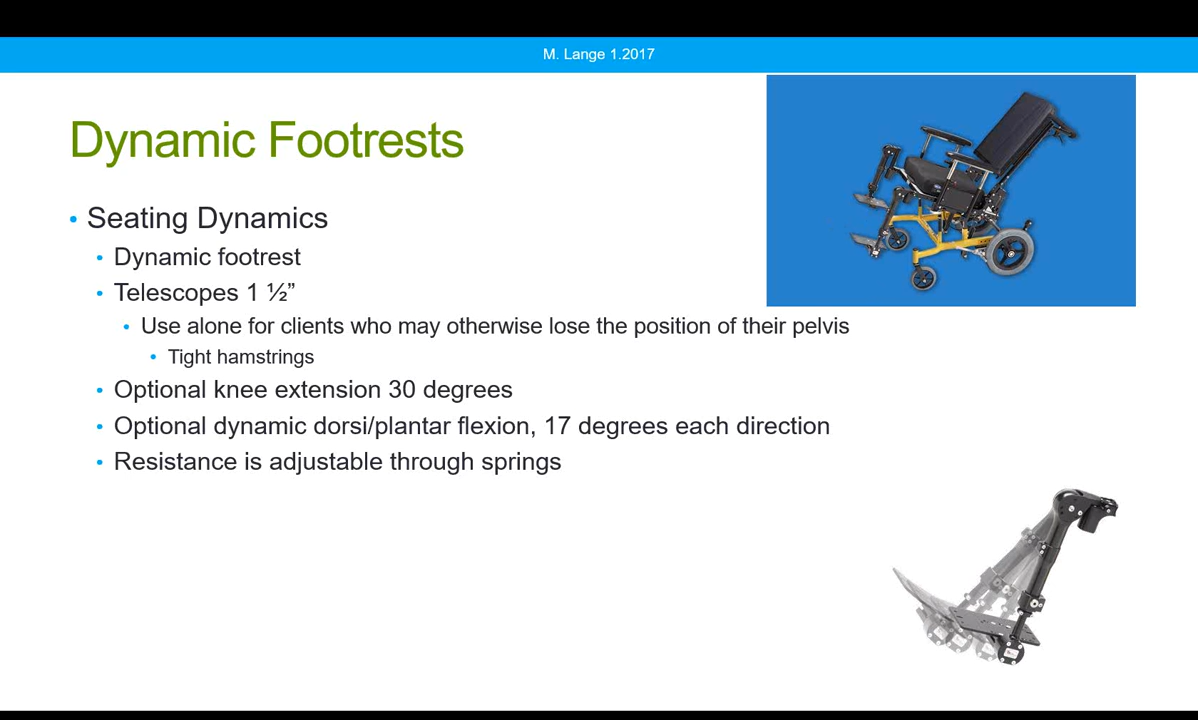 M. Lange 1.2017
Dynamic Footrests
• Seating Dynamics
• Dynamic footrest
• Telescopes 1 ½”
• Use alone for clients who may otherwise lose the position of their pelvis
• Tight hamstrings
• Optional knee extension 30 degrees
• Optional dynamic dorsi/plantar flexion, 17 degrees each direction
• Resistance is adjustable through springs